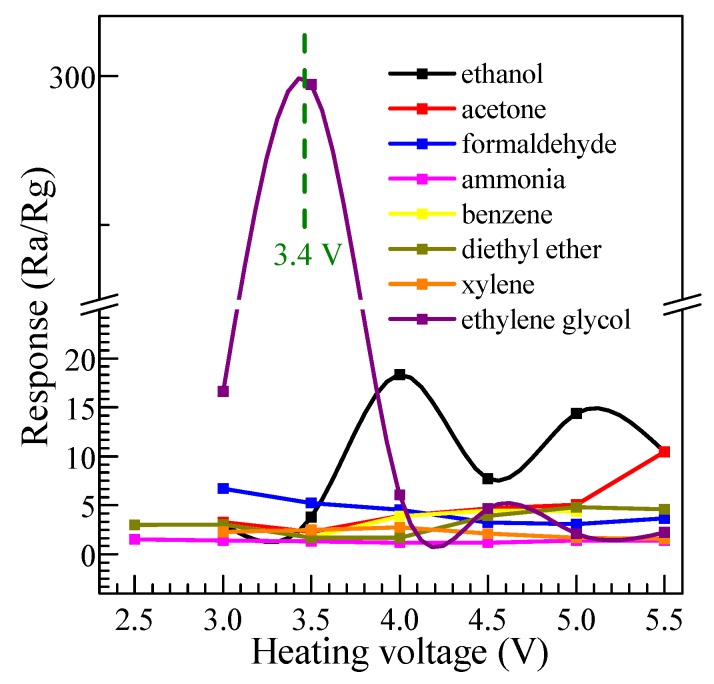 300
20
15
10
5
0
Response (Ra/Rg)
3.4 V
ethanol
acetone
formaldehyde
ammonia
benzene
diethyl ether
xylene
ethylene glycol
2.5 3.0 3.5 4.0 4.5 5.0 5.5
Heating voltage (V)